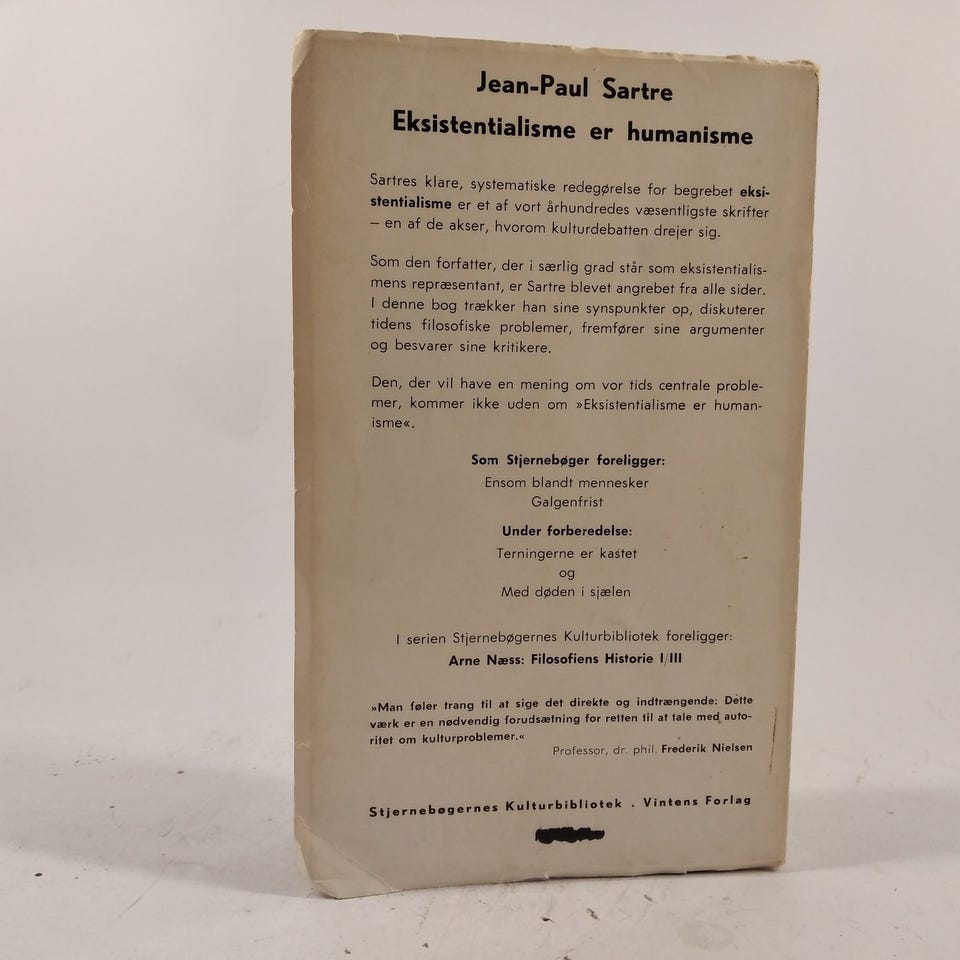 Jean-Paul Sartre
Eksistentialisme er humanisme
Sartres klare, systematiske redegørelse for begrebet eksi-
stentialisme er et af vort århundredes væsentligste skrifter
– en af de akser, hvorom kulturdebatten drejer sig.
Som den forfatter, der i særlig grad står som eksistentialis-
mens repræsentant, er Sartre blevet angrebet fra alle sider.
I denne bog trækker han sine synspunkter op, diskuterer
tidens filosofiske problemer, fremfører sine argumenter
og besvarer sine kritikere.
Den, der vil have en mening om vor tids centrale proble-
mer, kommer ikke uden om »Eksistentialisme er human-
isme«.
Som Stjernebøger foreligger:
Ensom blandt mennesker
Galgenfrist
Under forberedelse:
Terningerne er kastet
og
Med døden i sjælen
I serien Stjernebøgernes Kulturbibliotek foreligger:
Arne Næss: Filosofiens Historie I/III
»Man føler trang til at sige det direkte og indtrængende: Dette
værk er en nødvendig forudsætning for retten til at tale med auto-
ritet om kulturproblemer.«
Professor, dr. phil. Frederik Nielsen
Stjernebøgernes Kulturbibliotek . Vintens Forlag